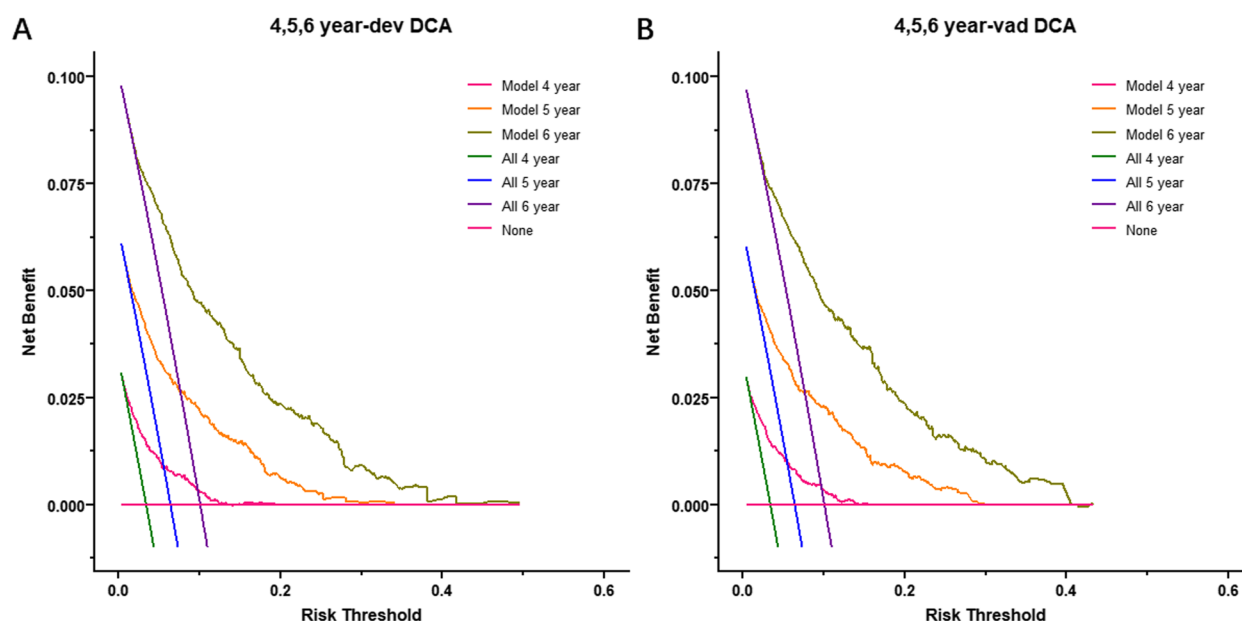 A
4,5,6 year-dev DCA
Net Benefit
0.100
0.075
0.050
0.025
0.000
Model 4 year
Model 5 year
Model 6 year
All 4 year
All 5 year
All 6 year
None
0.0
0.2
0.4
0.6
Risk Threshold
B
4,5,6 year-vad DCA
Net Benefit
0.100
0.075
0.050
0.025
0.000
Model 4 year
Model 5 year
Model 6 year
All 4 year
All 5 year
All 6 year
None
0.0
0.2
0.4
0.6
Risk Threshold